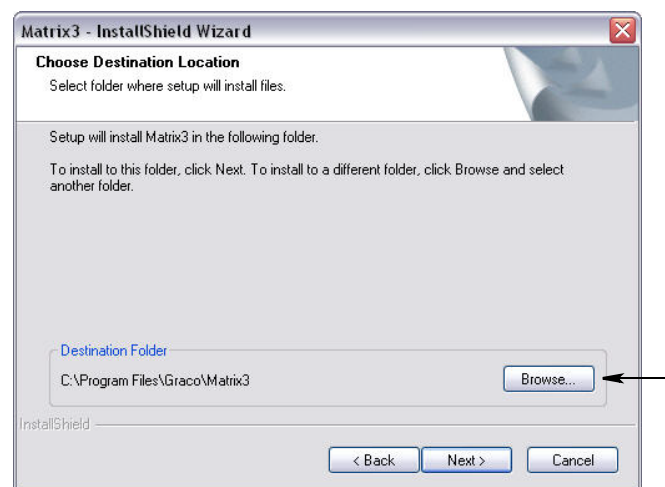 Matrix3 - InstallShield Wizard
Choose Destination Location
Select folder where setup will install files.
Setup will install Matrix3 in the following folder.
To install to this folder, click Next. To install to a different folder, click Browse and select
another folder.
Destination Folder
C:\Program Files\Graco\Matrix3
Browse...
InstallShield
< Back
Next >
Cancel